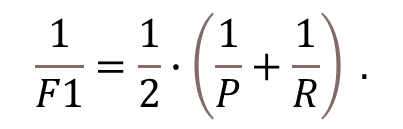 1/F1 = 1/2 · (1/P + 1/R) .